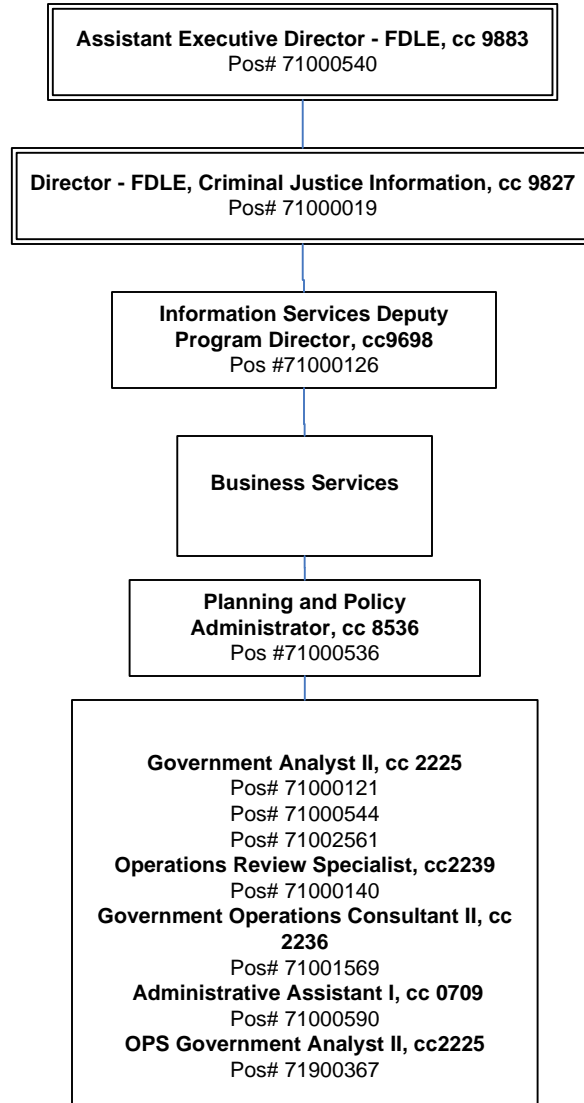 Assistant Executive Director - FDLE, cc 9883
Pos# 71000540
Director - FDLE, Criminal Justice Information, cc 9827
Pos# 71000019
Information Services Deputy
Program Director, cc9698
Pos #71000126
Business Services
Planning and Policy
Administrator, cc 8536
Pos #71000536
Government Analyst II, cc 2225
Pos# 71000121
Pos# 71000544
Pos# 71002561
Operations Review Specialist, cc2239
Pos# 71000140
Government Operations Consultant II, cc
2236
Pos# 71001569
Administrative Assistant I, cc 0709
Pos# 71000590
OPS Government Analyst II, cc2225
Pos# 71900367